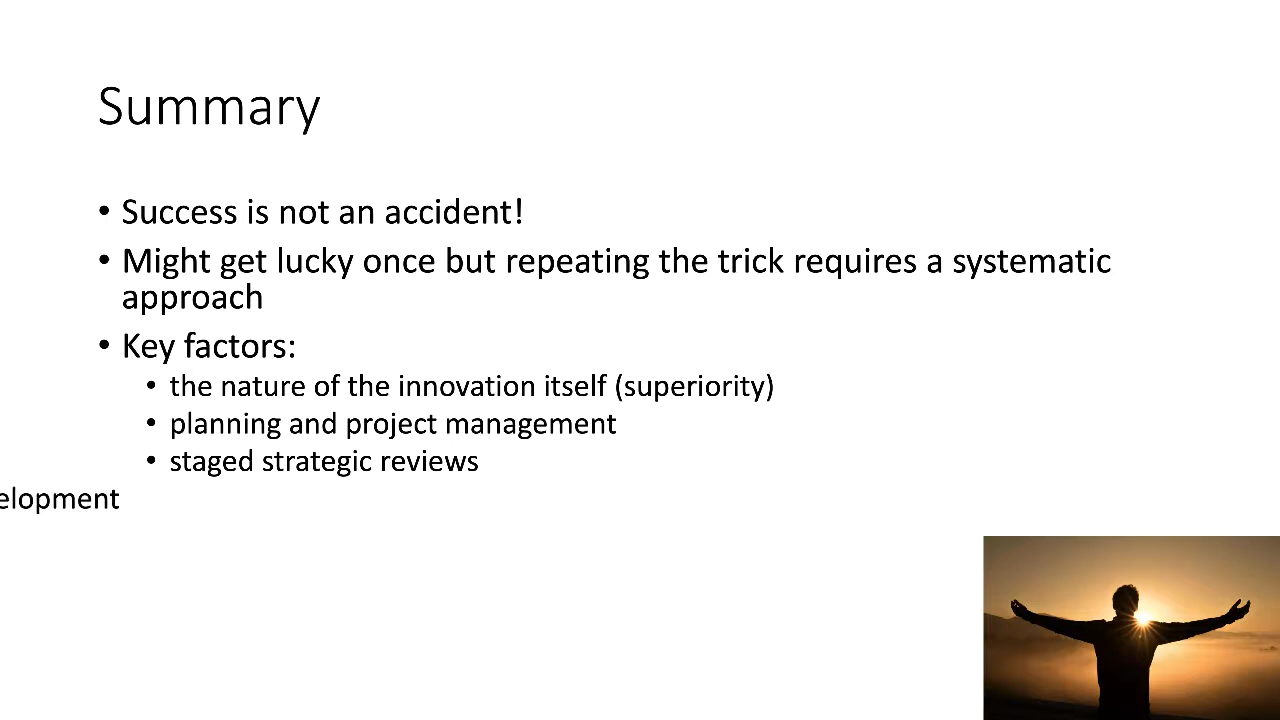 Summary
• Success is not an accident!
• Might get lucky once but repeating the trick requires a systematic
approach
• Key factors:
• the nature of the innovation itself (superiority)
• planning and project management
• staged strategic reviews
elopment